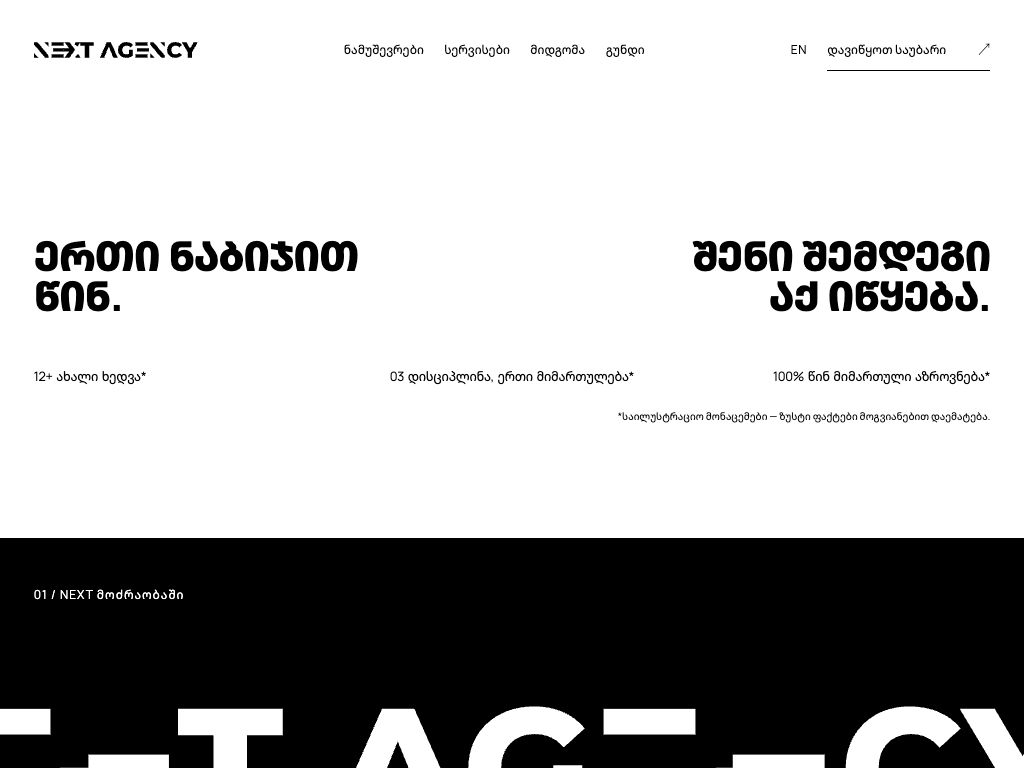 NEXT AGENCY
ნამუშევრები სერვისები მიდგომა გუნდი
EN დავიწყოთ საუბარი
ერთი ნაბიჯით
წინ.
შენი შემდეგი
აქ იწყება.
12+ ახალი ხედვა*
03 დისციპლინა, ერთი მიმართულება*
100% წინ მიმართული აზროვნება*
*საილუსტრაციო მონაცემები — ზუსტი ფაქტები მოგვიანებით დაემატება.
01 / NEXT მოძრაობაში